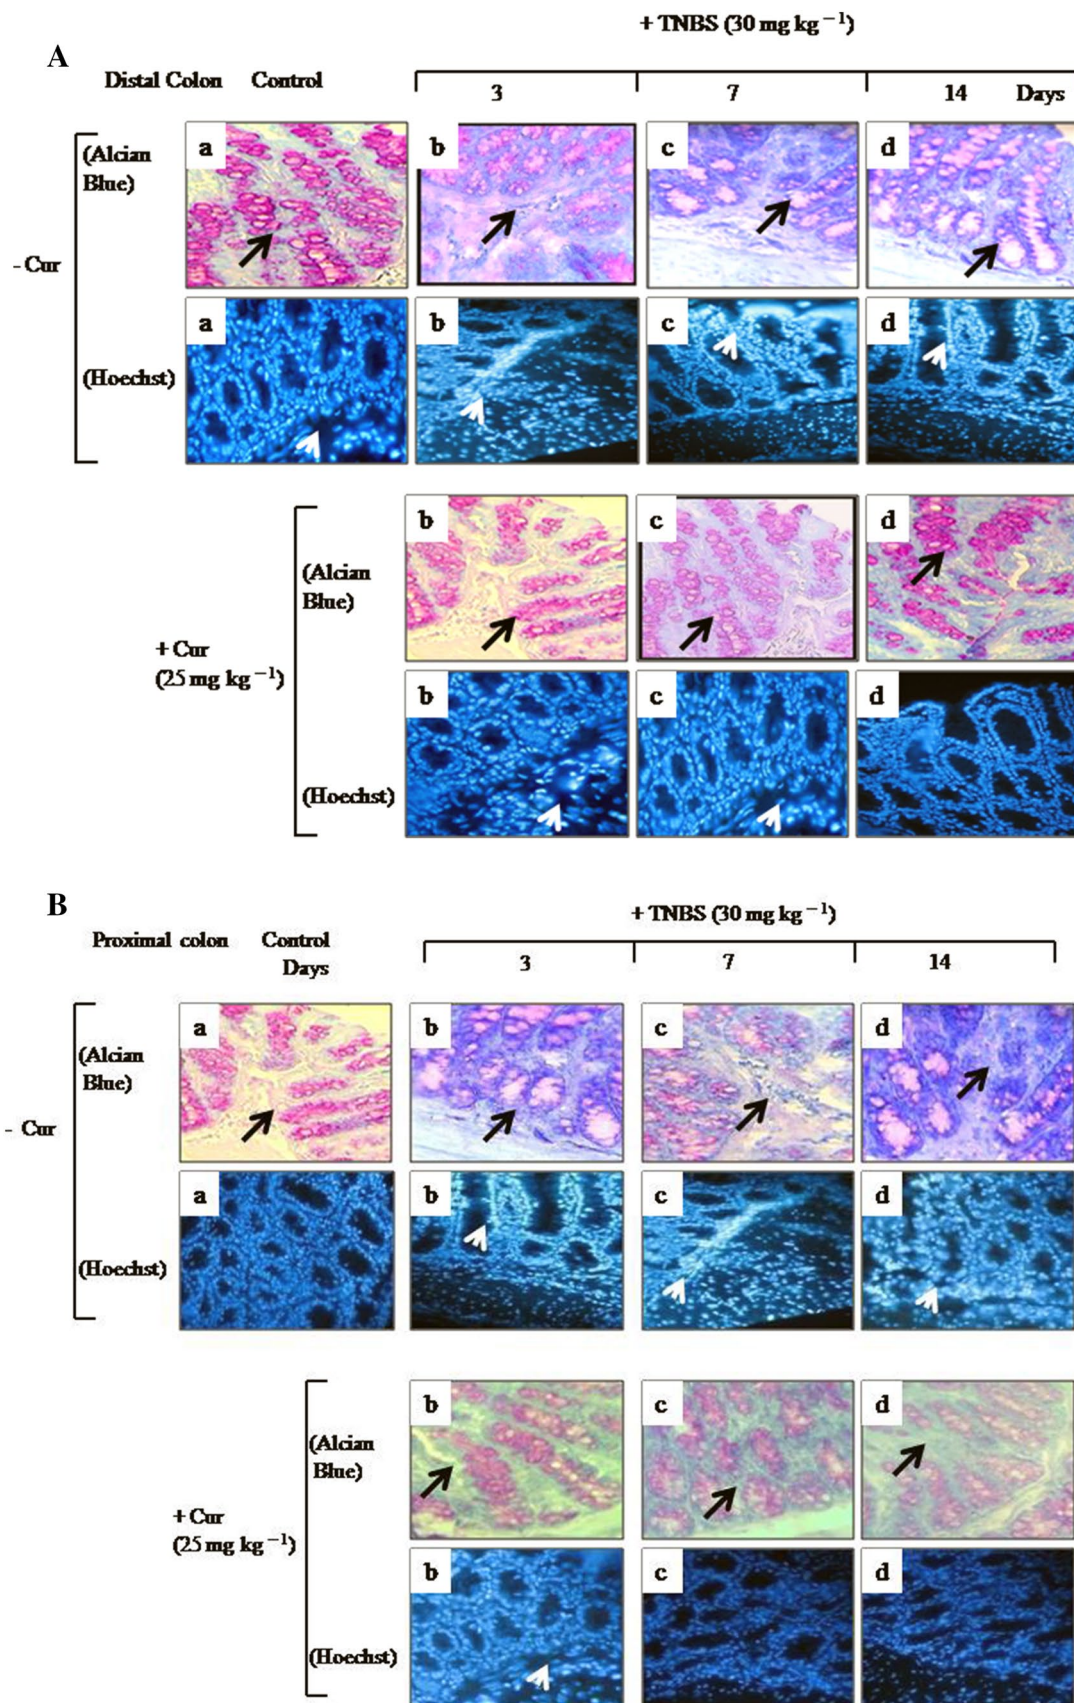 + TNBS (30 mg kg −1)
A
Distal Colon Control
3 7 14 Days
(Alcian
Blue)
a b c d
- Cur
(Hoechst)
a b c d
(Alcian
Blue)
b c d
+ Cur
(25 mg kg −1)
(Hoechst)
b c d
B
+ TNBS (30 mg kg −1)
Proximal colon Control
Days
3 7 14
(Alcian
Blue)
a b c d
- Cur
(Hoechst)
a b c d
(Alcian
Blue)
b c d
+ Cur
(25 mg kg −1)
(Hoechst)
b c d